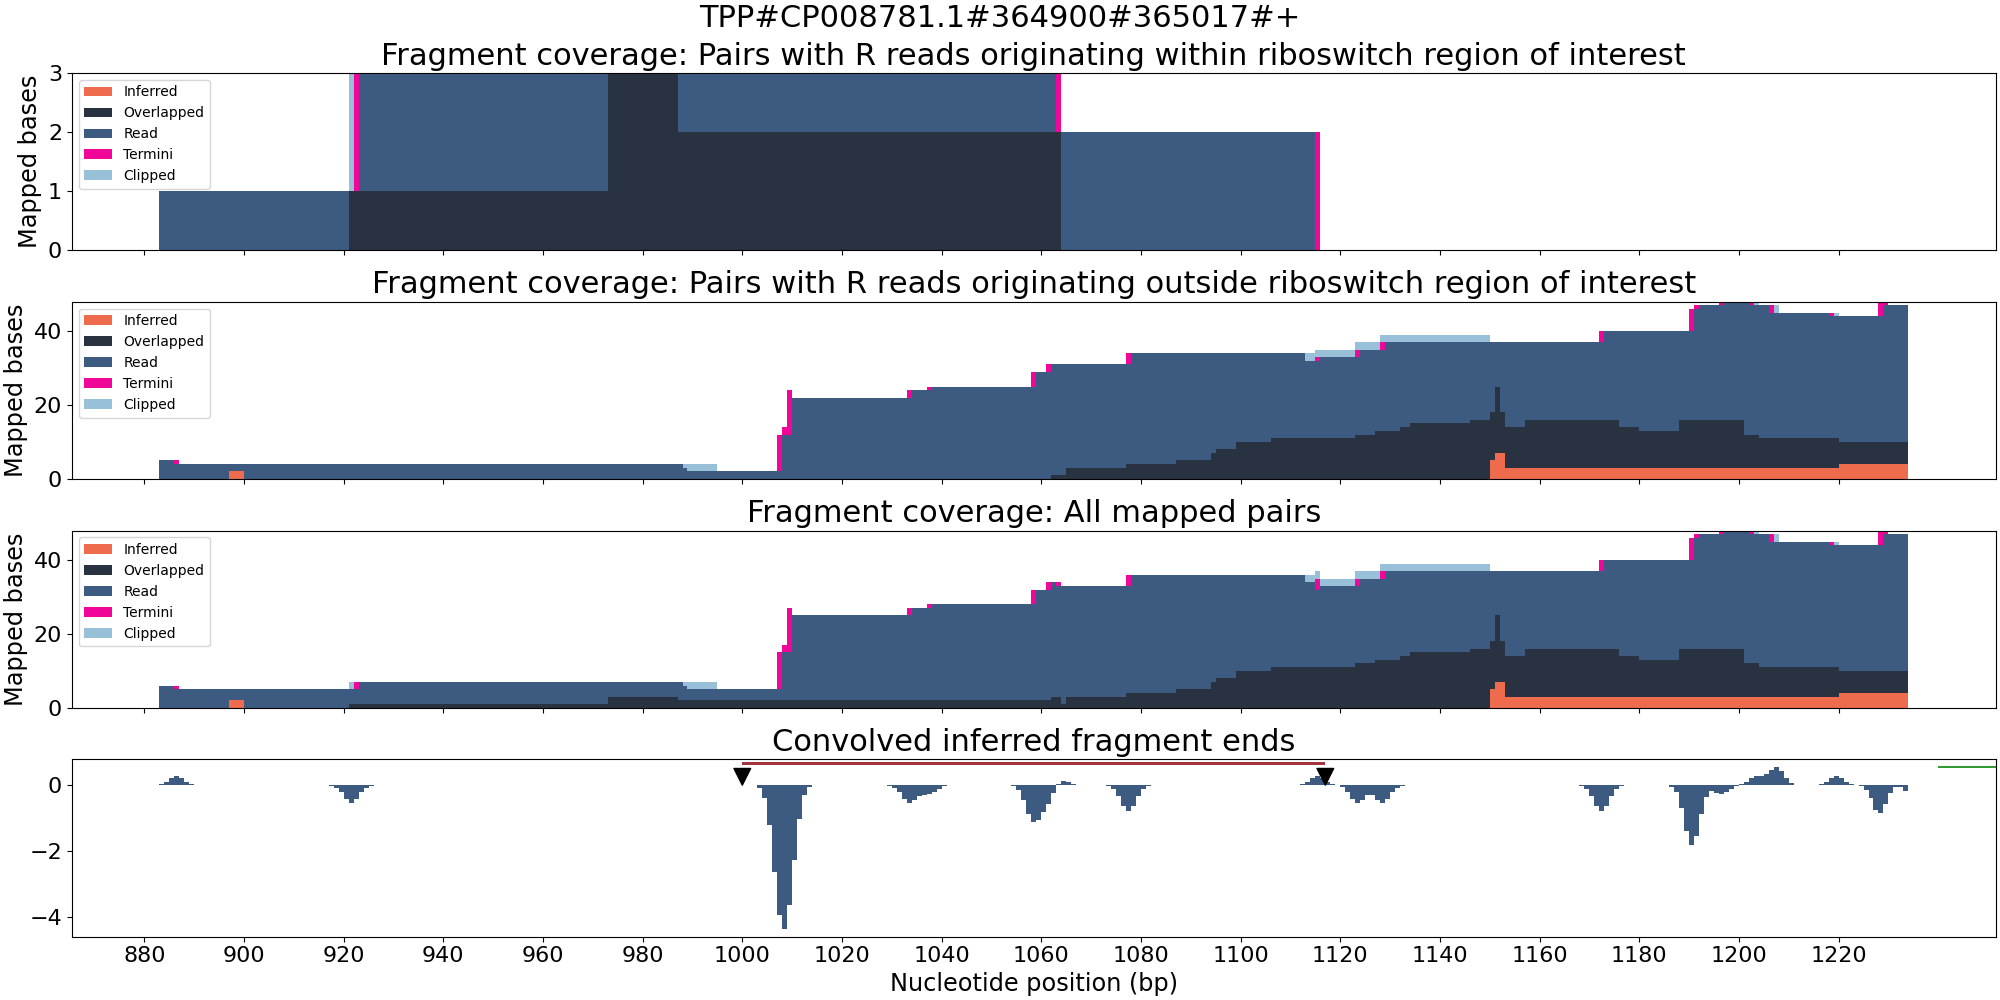 TPP#CP008781.1#364900#365017#+
Fragment coverage: Pairs with R reads originating within riboswitch region of interest
Mapped bases
3
2
1
0
Inferred
Overlapped
Read
Termini
Clipped
Fragment coverage: Pairs with R reads originating outside riboswitch region of interest
Mapped bases
40
20
0
Inferred
Overlapped
Read
Termini
Clipped
Fragment coverage: All mapped pairs
Mapped bases
40
20
0
Inferred
Overlapped
Read
Termini
Clipped
Convolved inferred fragment ends
0
−2
−4
880 900 920 940 960 980 1000 1020 1040 1060 1080 1100 1120 1140 1160 1180 1200 1220
Nucleotide position (bp)